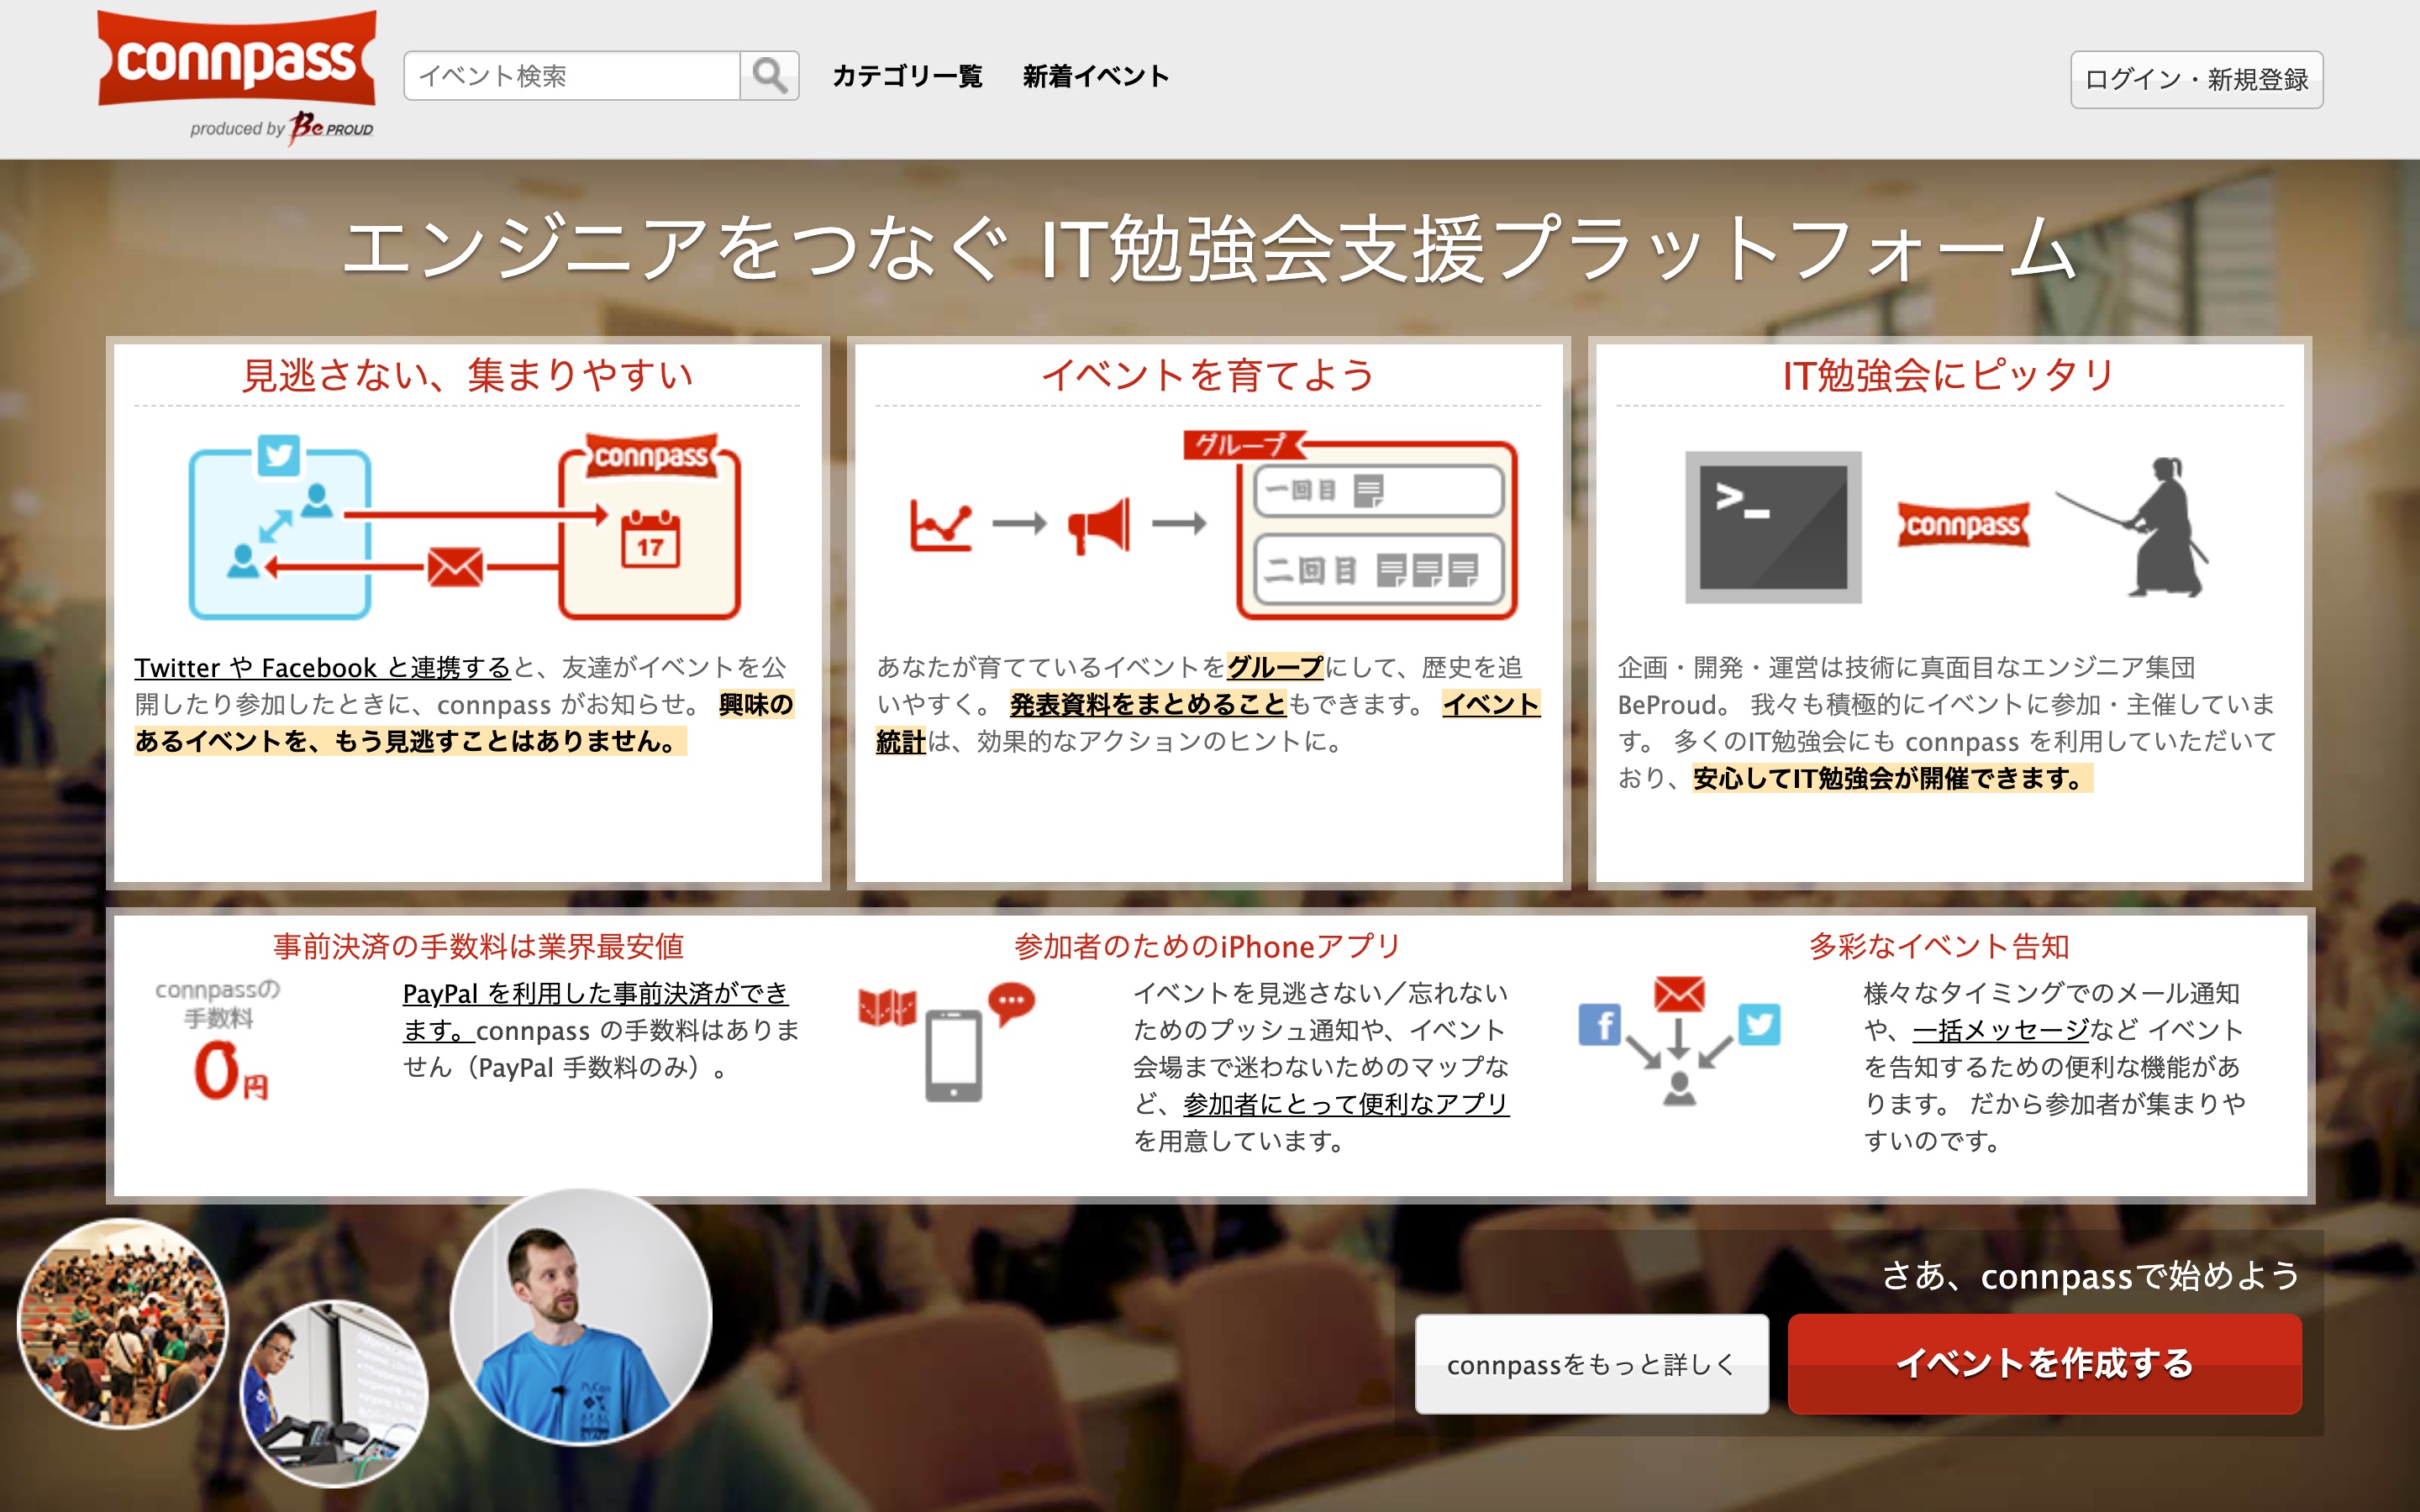 connpass
produced by Be PROUD
イベント検索
カテゴリ一覧
新着イベント
ログイン・新規登録
エンジニアをつなぐ IT勉強会支援プラットフォーム
見逃さない、集まりやすい
connpass
17
Twitter や Facebook と連携すると、友達がイベントを公
開したり参加したときに、connpass がお知らせ。 興味の
あるイベントを、もう見逃すことはありません。
イベントを育てよう
グループ
一回目
二回目
あなたが育てているイベントをグループにして、歴史を追
いやすく。 発表資料をまとめることもできます。 イベント
統計は、効果的なアクションのヒントに。
IT勉強会にピッタリ
>_
connpass
企画・開発・運営は技術に真面目なエンジニア集団
BeProud。 我々も積極的にイベントに参加・主催していま
す。 多くのIT勉強会にも connpass を利用していただいて
おり、安心してIT勉強会が開催できます。
事前決済の手数料は業界最安値
connpassの
手数料
0円
PayPal を利用した事前決済ができ
ます。connpass の手数料はありま
せん（PayPal 手数料のみ）。
参加者のためのiPhoneアプリ
イベントを見逃さない／忘れない
ためのプッシュ通知や、イベント
会場まで迷わないためのマップな
ど、参加者にとって便利なアプリ
を用意しています。
多彩なイベント告知
f
様々なタイミングでのメール通知
や、一括メッセージなど イベント
を告知するための便利な機能があ
ります。 だから参加者が集まりや
すいのです。
さあ、connpassで始めよう
connpassをもっと詳しく
イベントを作成する